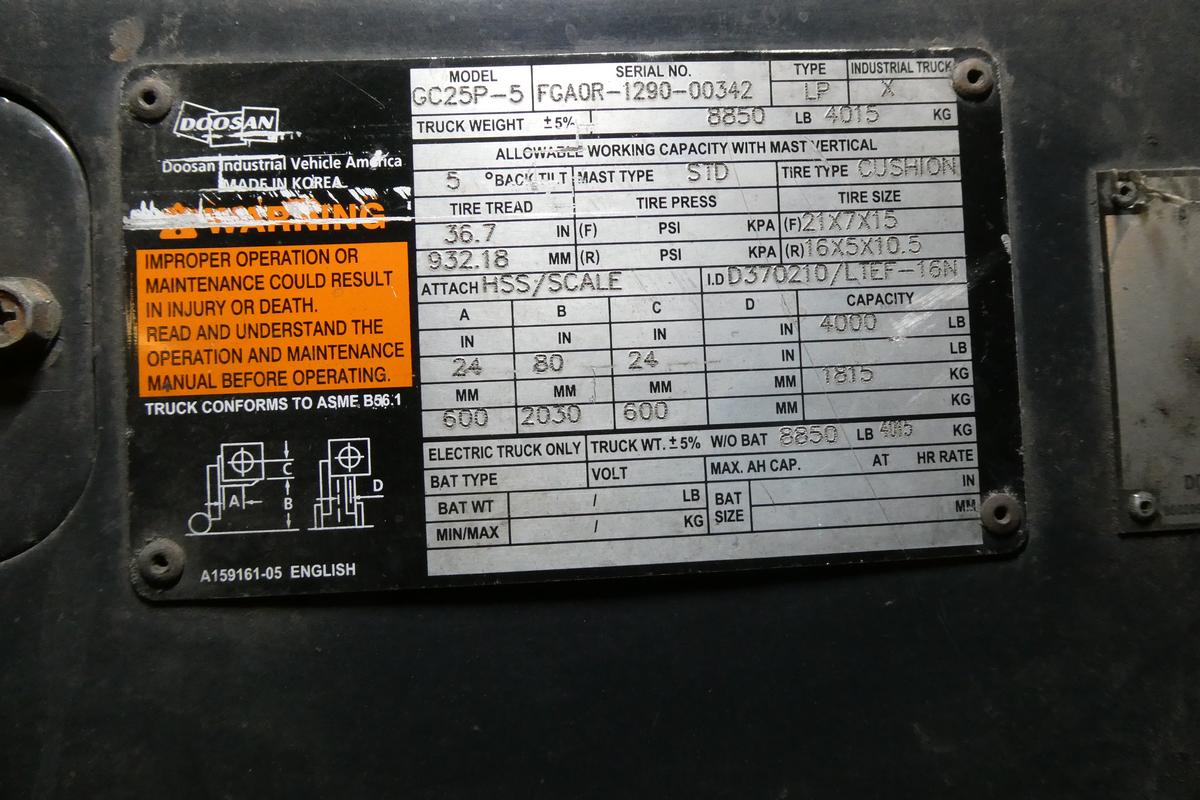 DOOSAN
Doosan Industrial Vehicle America
MADE IN KOREA
WARNING
IMPROPER OPERATION OR
MAINTENANCE COULD RESULT
IN INJURY OR DEATH.
READ AND UNDERSTAND THE
OPERATION AND MAINTENANCE
MANUAL BEFORE OPERATING.
TRUCK CONFORMS TO ASME B56.1
A B C D
A159161-05 ENGLISH
MODEL SERIAL NO. TYPE INDUSTRIAL TRUCK
GC25P-5 FGA0R-1290-00342 LP X
TRUCK WEIGHT ±5% 8850 LB 4015 KG
ALLOWABLE WORKING CAPACITY WITH MAST VERTICAL
5 °BACK TILT MAST TYPE STD TIRE TYPE CUSHION
TIRE TREAD TIRE PRESS TIRE SIZE
36.7 IN (F) PSI KPA (F) 21X7X15
932.18 MM (R) PSI KPA (R) 16X5X10.5
ATTACH HSS/SCALE I.D D370210/L1EF-16N
A B C D CAPACITY
IN IN IN IN 4000 LB
24 80 24 IN LB
MM MM MM MM 1815 KG
600 2030 600 MM KG
ELECTRIC TRUCK ONLY TRUCK WT. ±5% W/O BAT 8850 LB 4015 KG
BAT TYPE VOLT MAX. AH CAP. AT HR RATE
BAT WT / LB BAT SIZE IN
MIN/MAX / KG MM